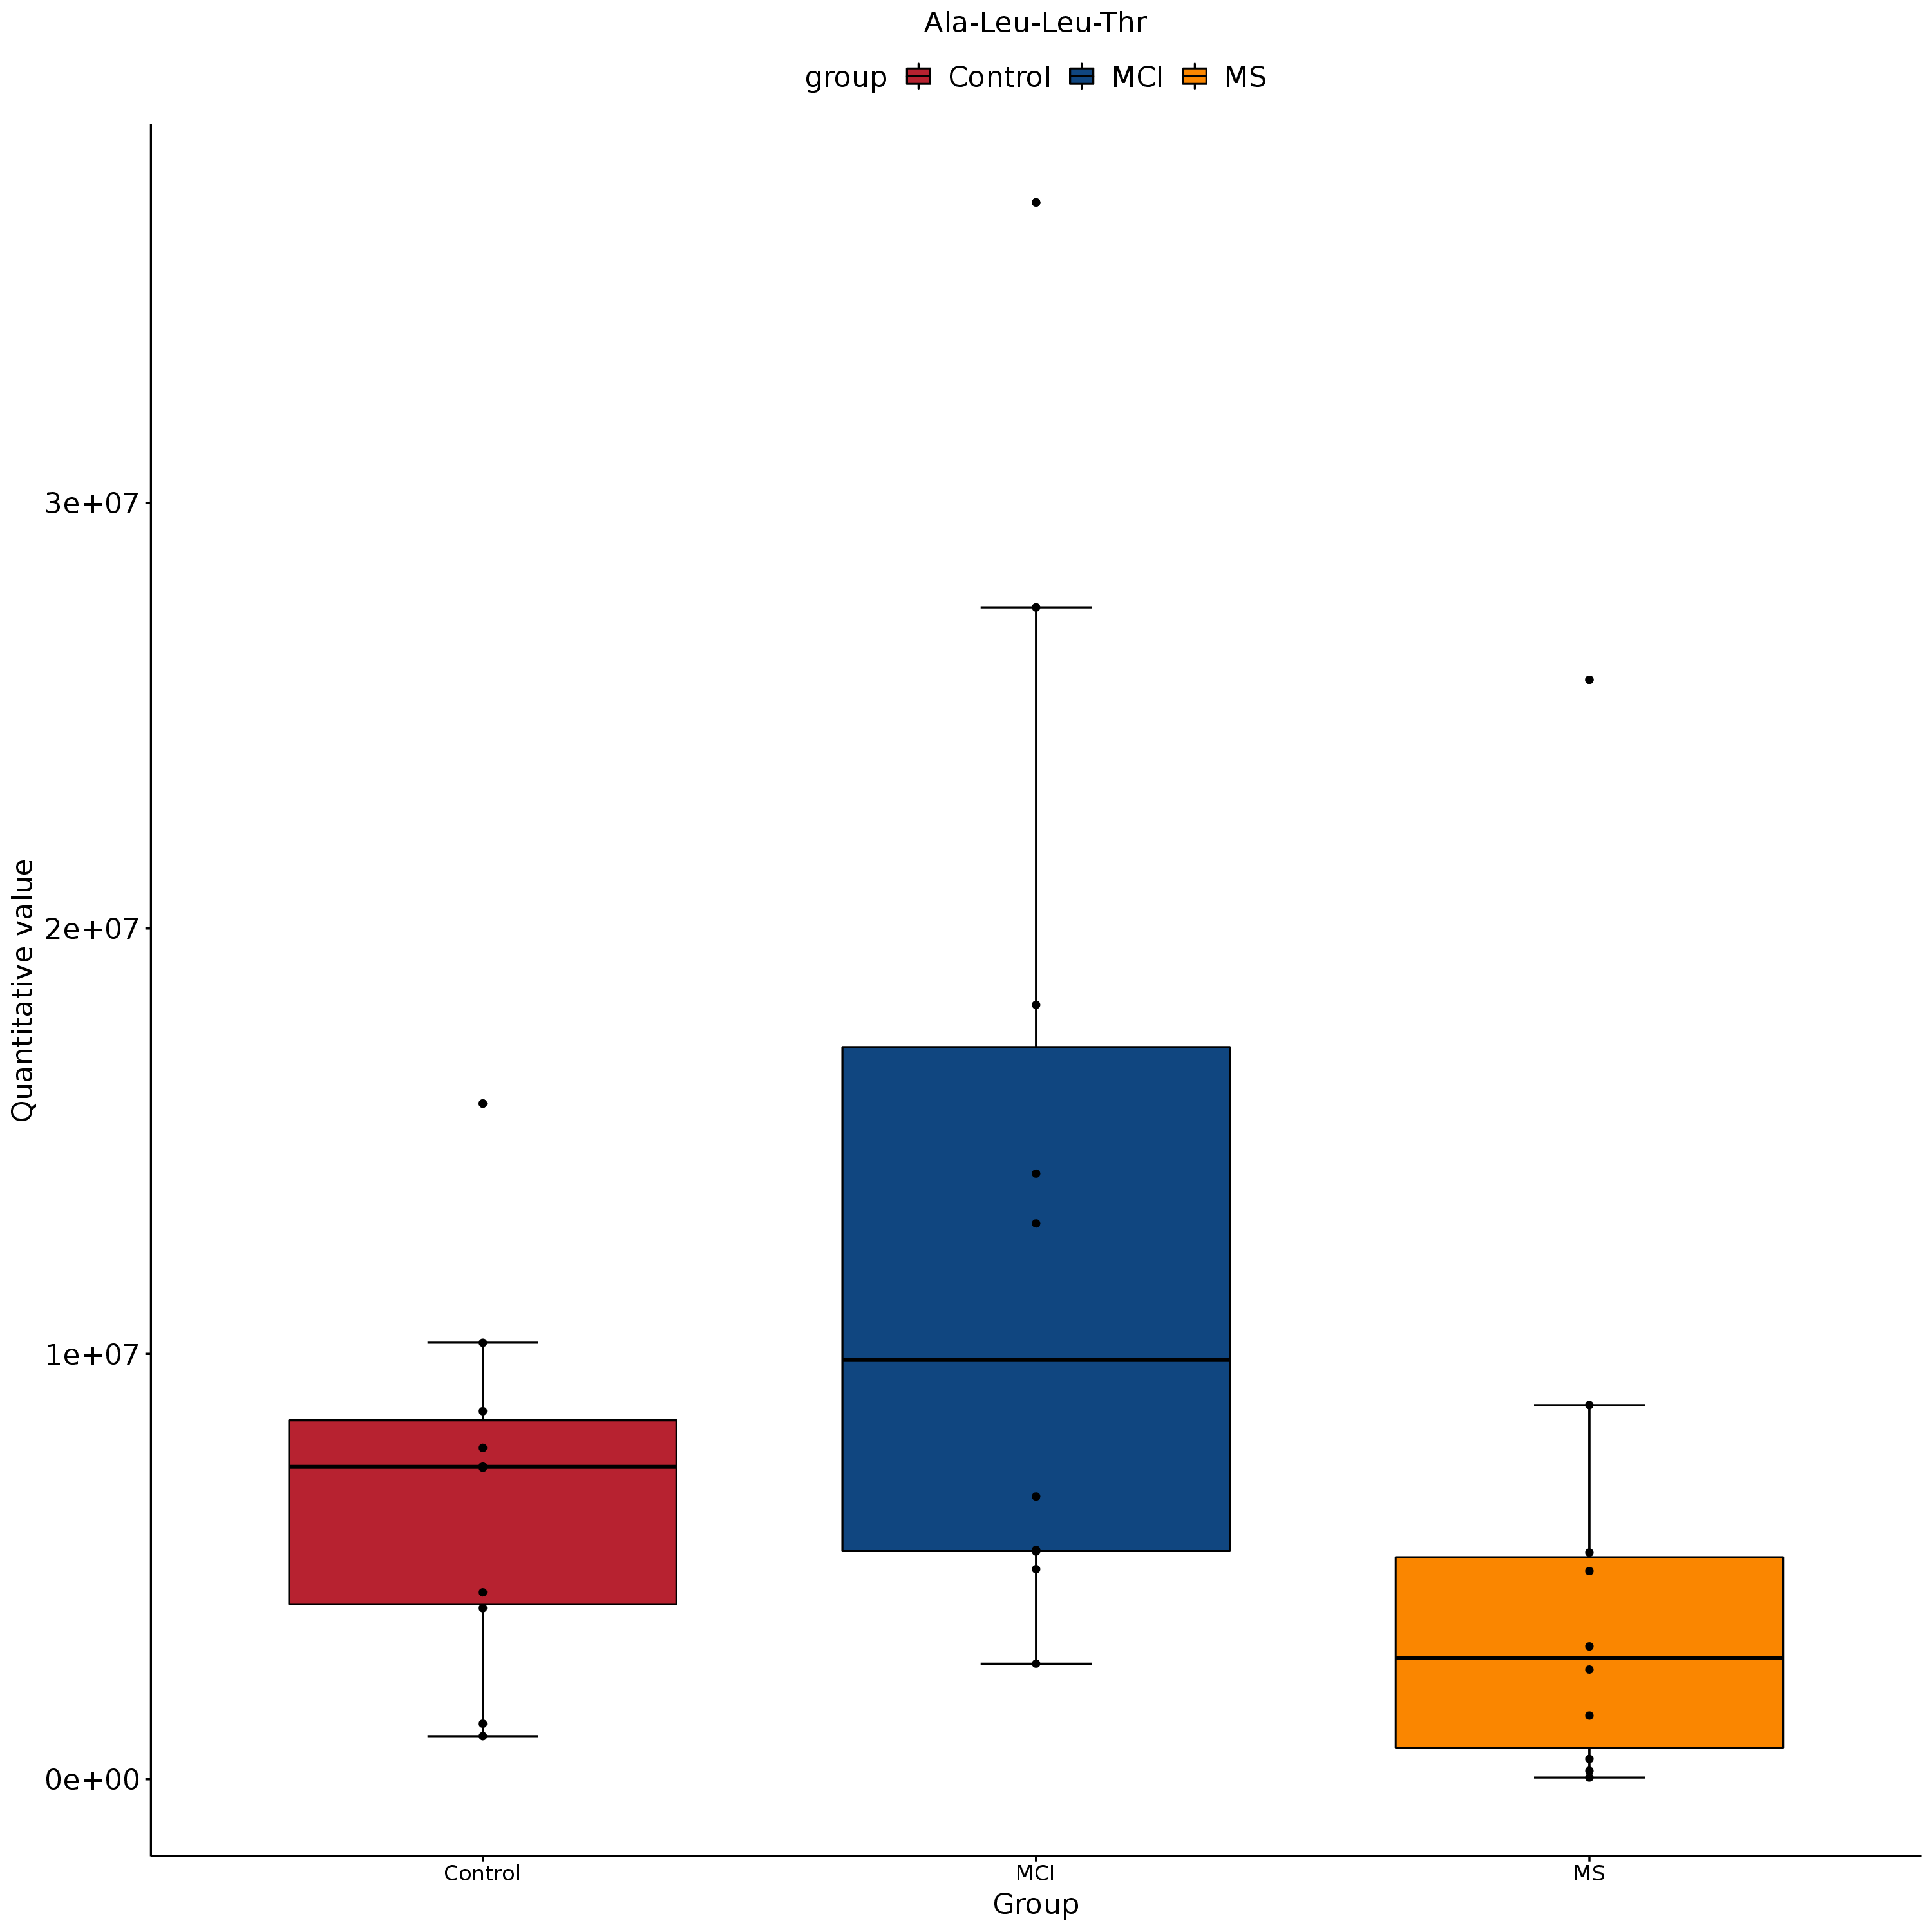 Ala-Leu-Leu-Thr
group Control MCI MS
Quantitative value
3e+07
2e+07
1e+07
0e+00
Control MCI MS
Group